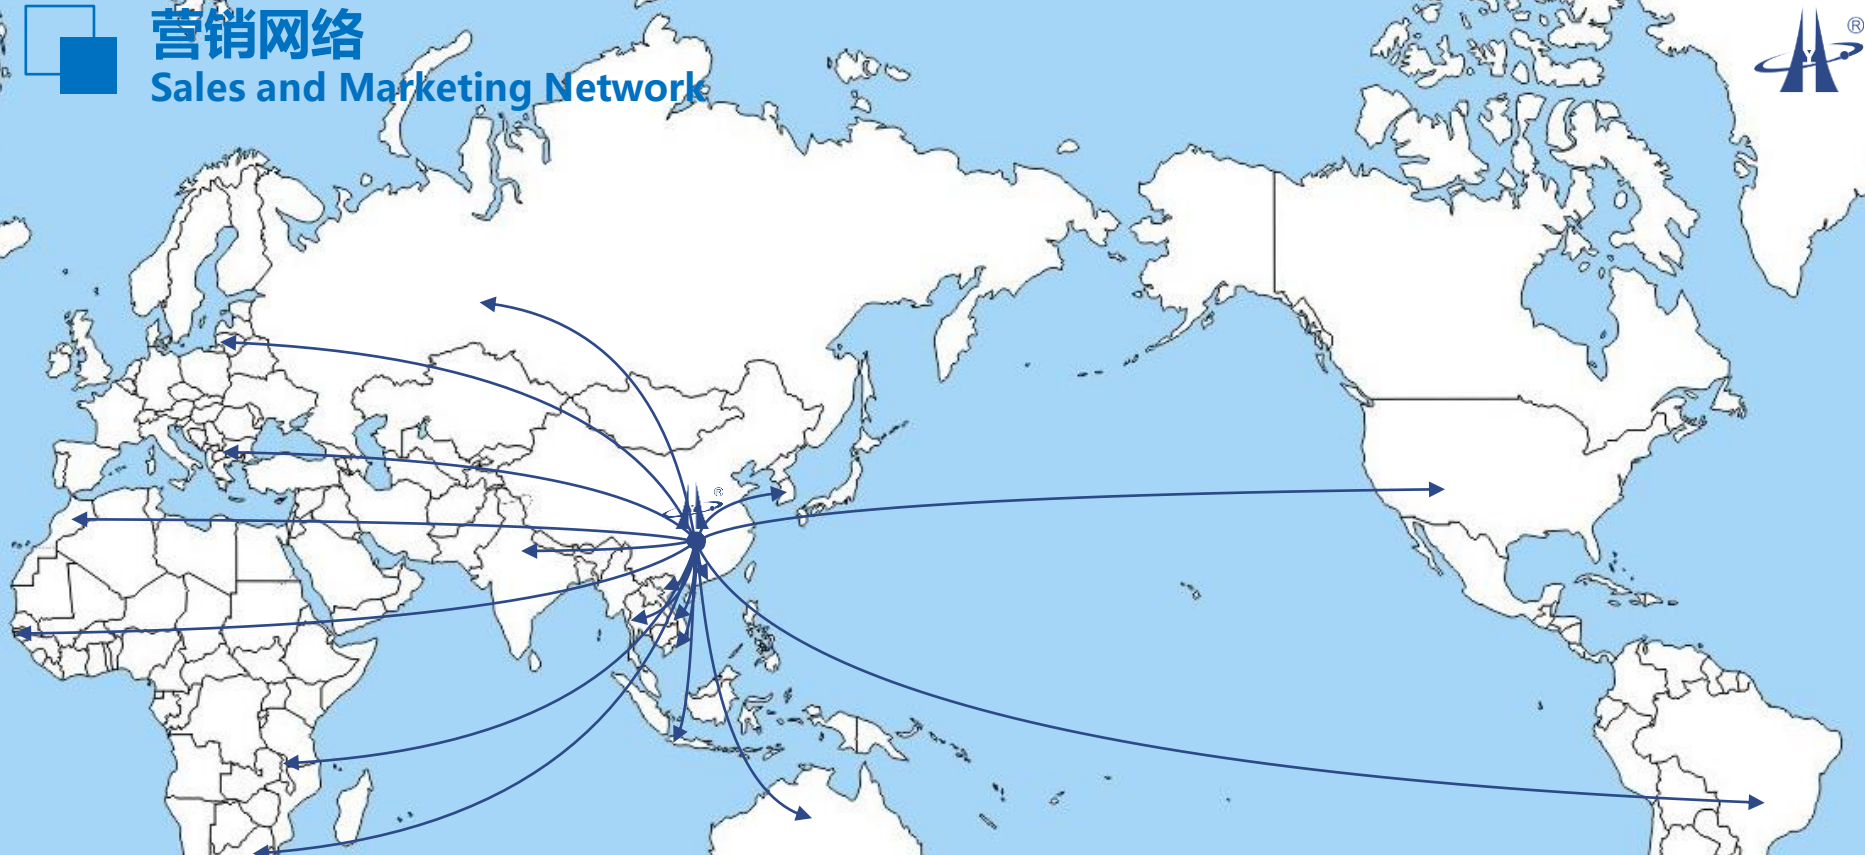 营销网络
Sales and Marketing Network
®
®